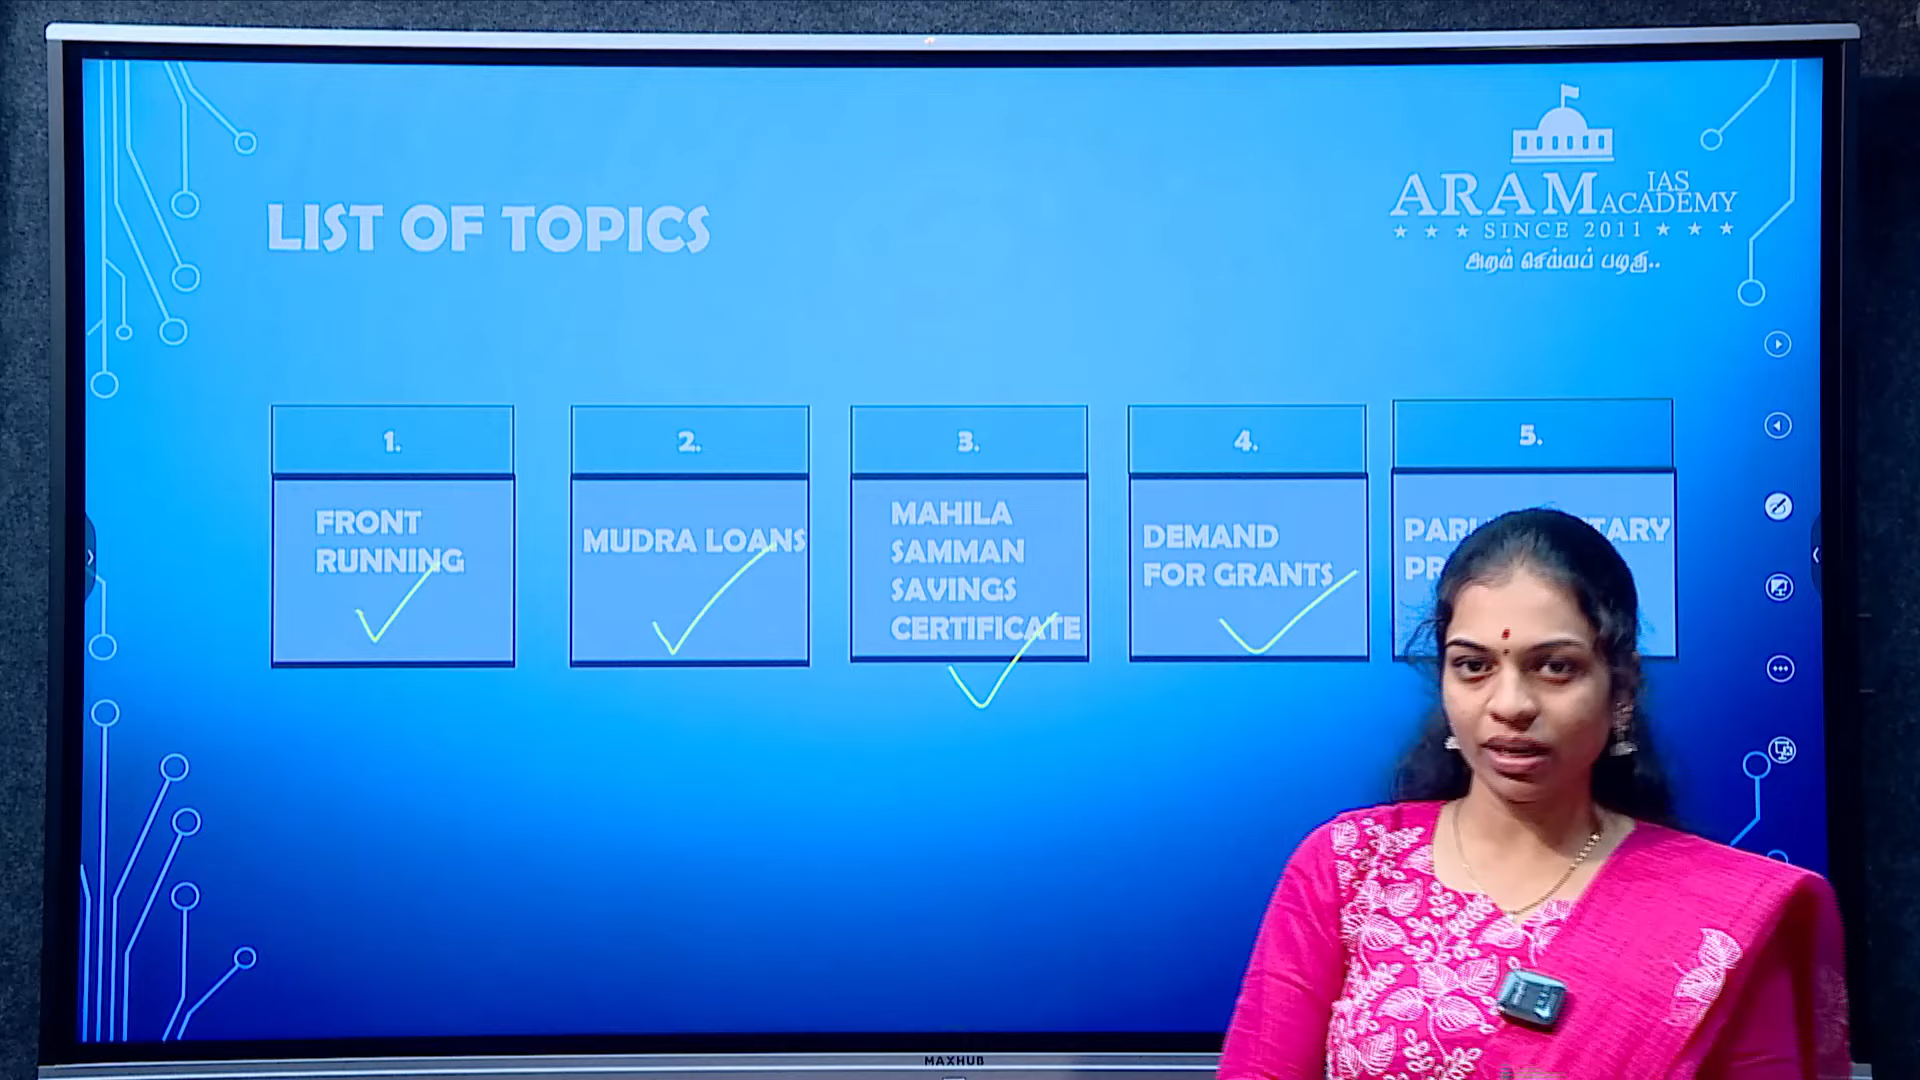 ARAM IAS ACADEMY
★ ★ ★ SINCE 2011 ★ ★ ★
அறம் செய்யப் பழகு..
LIST OF TOPICS
1.
FRONT
RUNNING
2.
MUDRA LOANS
3.
MAHILA
SAMMAN
SAVINGS
CERTIFICATE
4.
DEMAND
FOR GRANTS
5.
MAXHUB